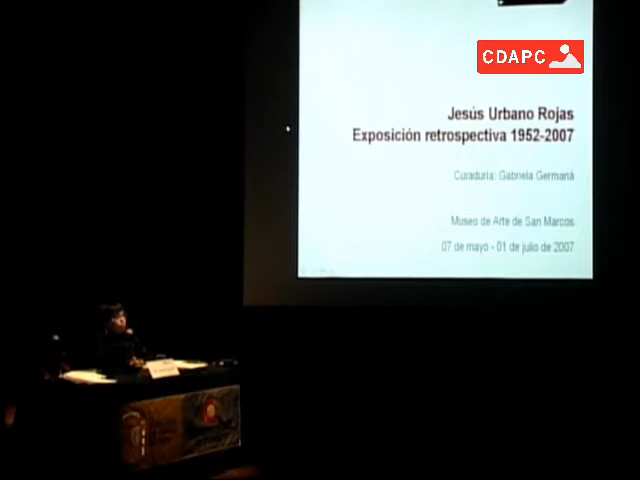 CDAPC
Jesús Urbano Rojas
Exposición retrospectiva 1952-2007
Curaduría: Gabriela Germaná
Museo de Arte de San Marcos
07 de mayo - 01 de julio de 2007